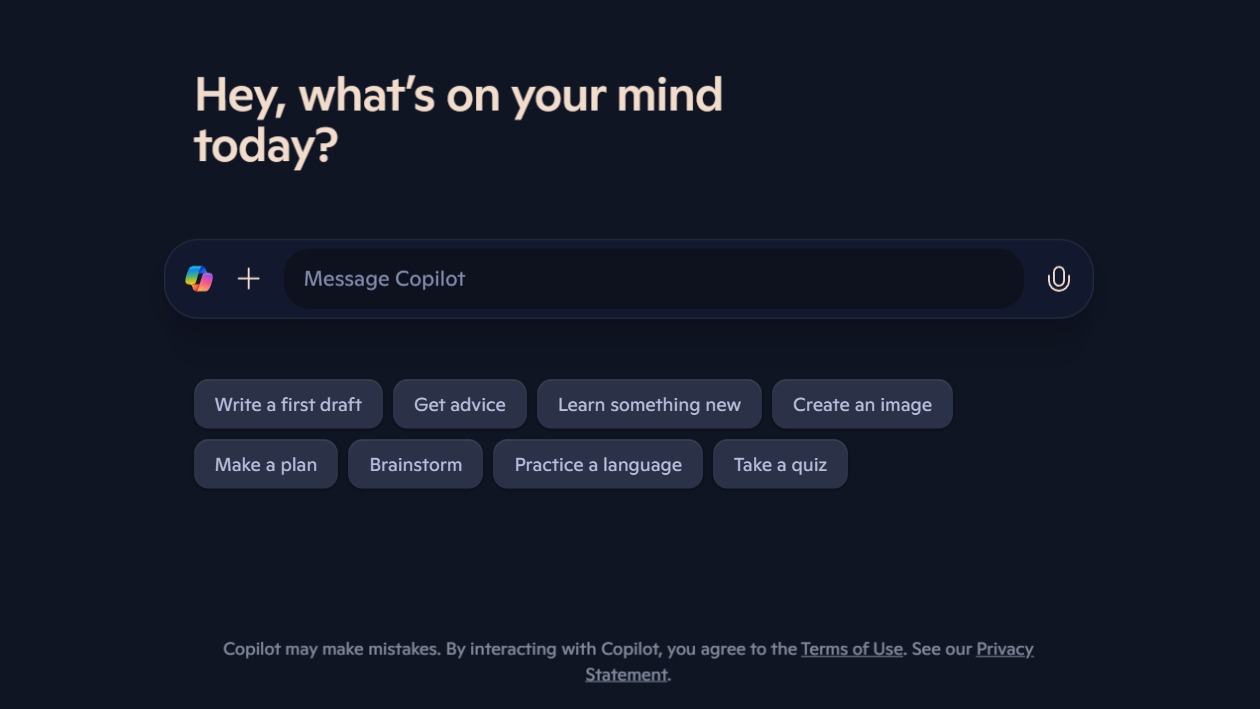 Hey, what's on your mind
today?
Message Copilot
Write a first draft
Get advice
Learn something new
Create an image
Make a plan
Brainstorm
Practice a language
Take a quiz
Copilot may make mistakes. By interacting with Copilot, you agree to the Terms of Use. See our Privacy
Statement.